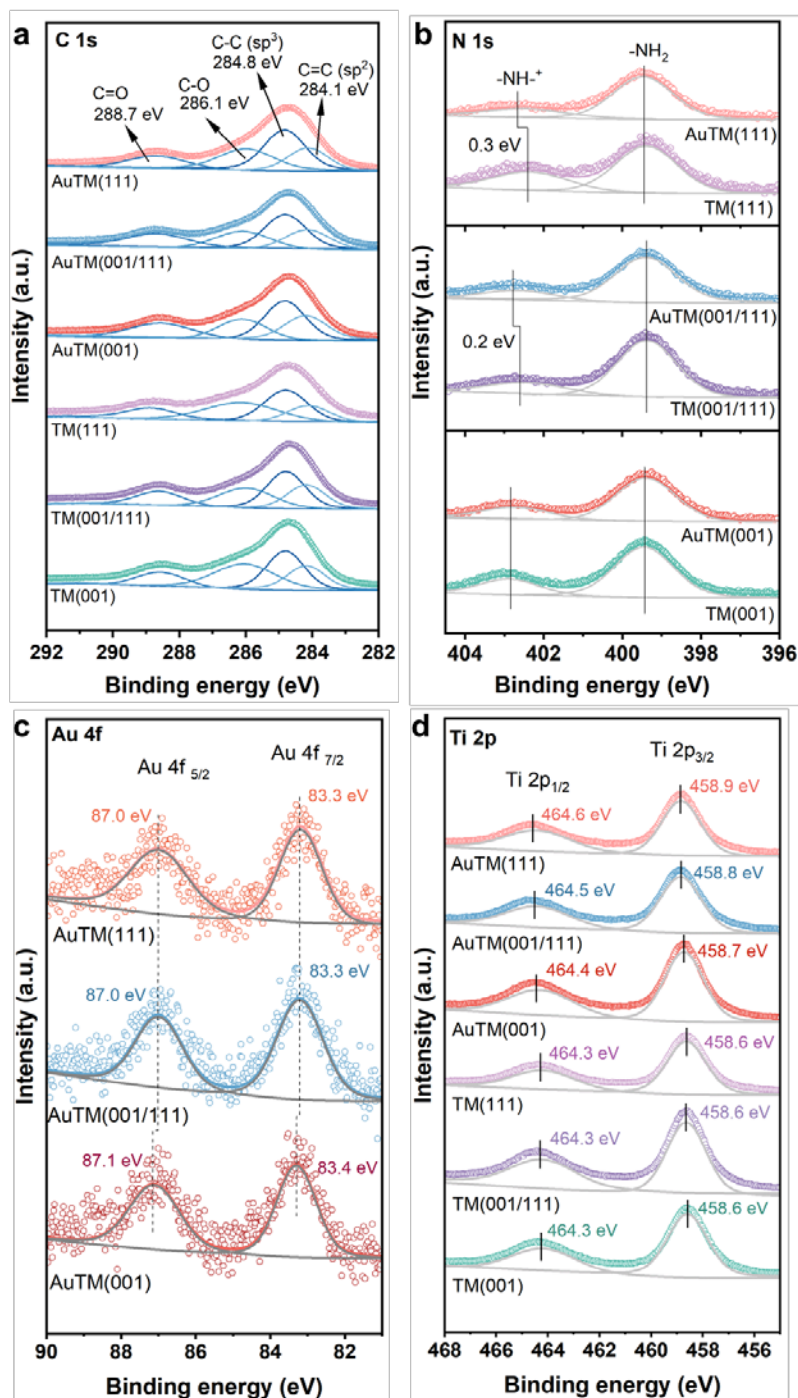 a
C 1s
C-C (sp³)
284.8 eV
C-O
286.1 eV
C=C (sp²)
284.1 eV
C=O
288.7 eV
AuTM(111)
AuTM(001/111)
AuTM(001)
TM(111)
TM(001/111)
TM(001)
Intensity (a.u.)
292 290 288 286 284 282
Binding energy (eV)
b
N 1s
-NH-⁺
-NH₂
AuTM(111)
0.3 eV
TM(111)
AuTM(001/111)
0.2 eV
TM(001/111)
AuTM(001)
TM(001)
Intensity (a.u.)
404 402 400 398 396
Binding energy (eV)
c
Au 4f
Au 4f 5/2
Au 4f 7/2
87.0 eV
83.3 eV
AuTM(111)
87.0 eV
83.3 eV
AuTM(001/111)
87.1 eV
83.4 eV
AuTM(001)
Intensity (a.u.)
90 88 86 84 82
Binding energy (eV)
d
Ti 2p
Ti 2p1/2
Ti 2p3/2
464.6 eV
458.9 eV
AuTM(111)
464.5 eV
458.8 eV
AuTM(001/111)
464.4 eV
458.7 eV
AuTM(001)
464.3 eV
458.6 eV
TM(111)
464.3 eV
458.6 eV
TM(001/111)
464.3 eV
458.6 eV
TM(001)
Intensity (a.u.)
468 466 464 462 460 458 456
Binding energy (eV)